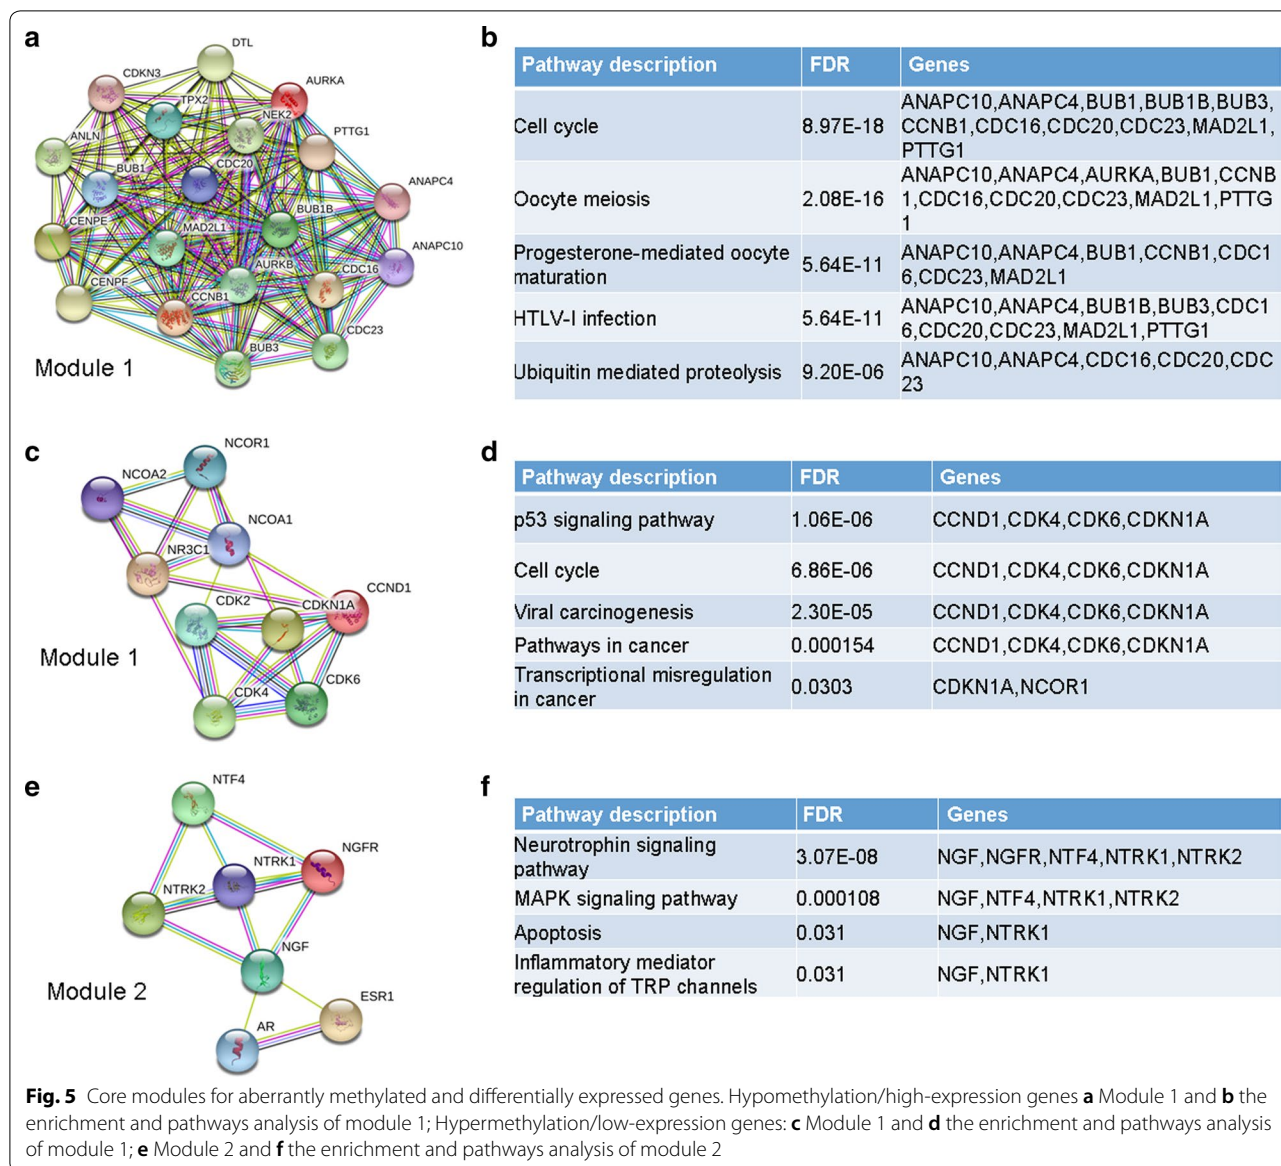 a
DTL
CDKN3
AURKA
TPX2
NEK2
ANLN
PTTG1
BUB1
CDC20
ANAPC4
BUB1B
CENPE
MAD2L1
ANAPC10
AURKB
CDC16
CENPF
CCNB1
CDC23
BUB3
Module 1
b
Pathway description FDR Genes
Cell cycle 8.97E-18 ANAPC10,ANAPC4,BUB1,BUB1B,BUB3,
CCNB1,CDC16,CDC20,CDC23,MAD2L1,
PTTG1
Oocyte meiosis 2.08E-16 ANAPC10,ANAPC4,AURKA,BUB1,CCNB
1,CDC16,CDC20,CDC23,MAD2L1,PTTG
1
Progesterone-mediated oocyte
maturation 5.64E-11 ANAPC10,ANAPC4,BUB1,CCNB1,CDC1
6,CDC23,MAD2L1
HTLV-I infection 5.64E-11 ANAPC10,ANAPC4,BUB1B,BUB3,CDC1
6,CDC20,CDC23,MAD2L1,PTTG1
Ubiquitin mediated proteolysis 9.20E-06 ANAPC10,ANAPC4,CDC16,CDC20,CDC
23
c
NCOR1
NCOA2
NCOA1
NR3C1
CCND1
CDK2
CDKN1A
CDK6
CDK4
Module 1
d
Pathway description FDR Genes
p53 signaling pathway 1.06E-06 CCND1,CDK4,CDK6,CDKN1A
Cell cycle 6.86E-06 CCND1,CDK4,CDK6,CDKN1A
Viral carcinogenesis 2.30E-05 CCND1,CDK4,CDK6,CDKN1A
Pathways in cancer 0.000154 CCND1,CDK4,CDK6,CDKN1A
Transcriptional misregulation
in cancer 0.0303 CDKN1A,NCOR1
e
NTF4
NGFR
NTRK1
NTRK2
NGF
ESR1
AR
Module 2
f
Pathway description FDR Genes
Neurotrophin signaling
pathway 3.07E-08 NGF,NGFR,NTF4,NTRK1,NTRK2
MAPK signaling pathway 0.000108 NGF,NTF4,NTRK1,NTRK2
Apoptosis 0.031 NGF,NTRK1
Inflammatory mediator
regulation of TRP channels 0.031 NGF,NTRK1
Fig. 5 Core modules for aberrantly methylated and differentially expressed genes. Hypomethylation/high-expression genes a Module 1 and b the
enrichment and pathways analysis of module 1; Hypermethylation/low-expression genes: c Module 1 and d the enrichment and pathways analysis
of module 1; e Module 2 and f the enrichment and pathways analysis of module 2